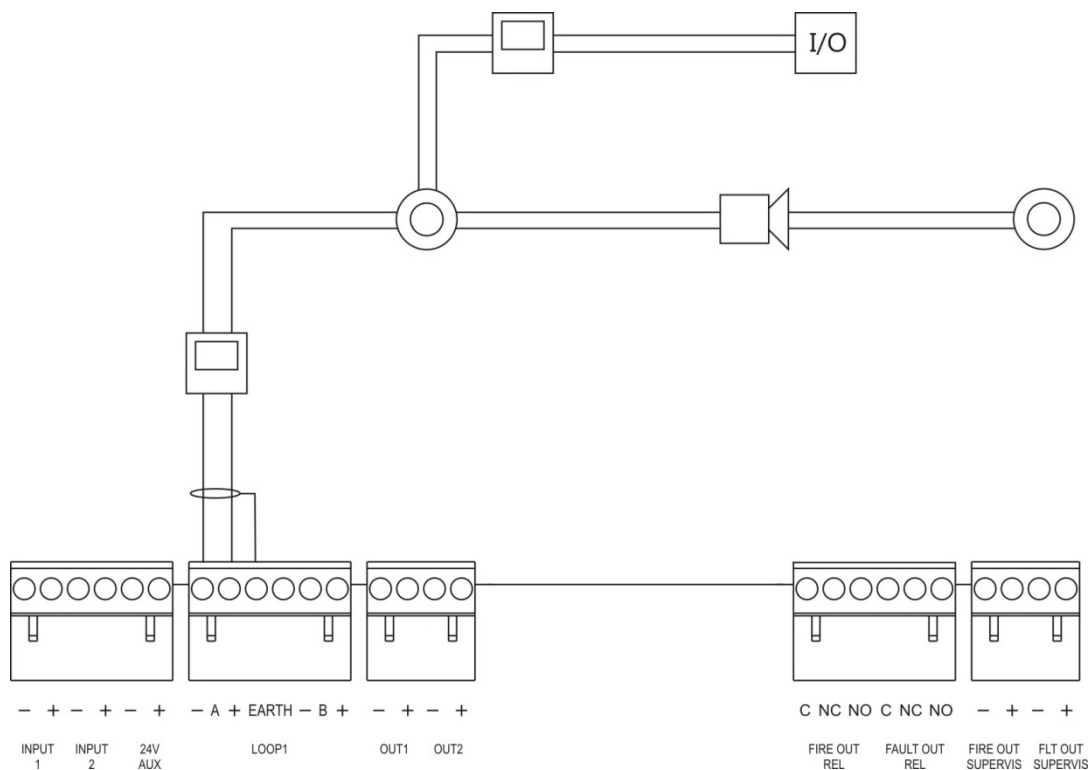 I/O
− + − + − +
− A + EARTH − B +
− + − +
C NC NO C NC NO
− + − +
INPUT
1
INPUT
2
24V
AUX
LOOP1
OUT1
OUT2
FIRE OUT
REL
FAULT OUT
REL
FIRE OUT
SUPERVIS
FLT OUT
SUPERVIS